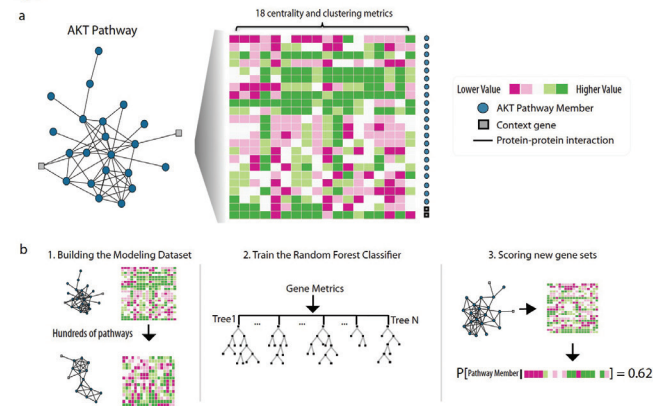 18 centrality and clustering metrics
a
AKT Pathway
Lower Value
Higher Value
AKT Pathway Member
Context gene
Protein-protein interaction
b
1. Building the Modeling Dataset
Hundreds of pathways
2. Train the Random Forest Classifier
Gene Metrics
Tree1 ... ... ... Tree N
3. Scoring new gene sets
P[Pathway Member| ] = 0.62